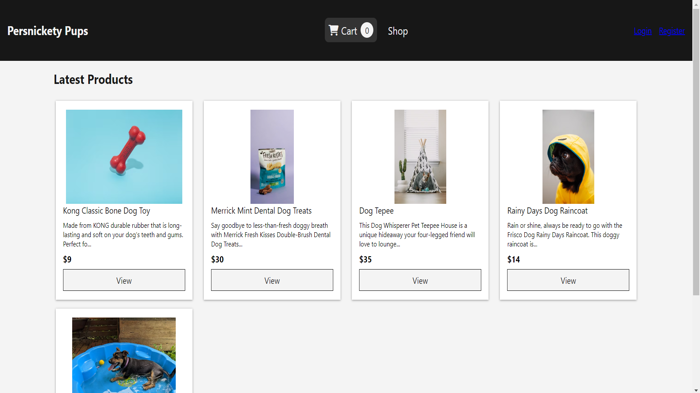 Persnickety Pups
Cart 0
Shop
Latest Products
Kong Classic Bone Dog Toy
Made from KONG durable rubber that is long-
lasting and soft on your dog's teeth and gums.
Perfect fo...
$9
View
Merrick Mint Dental Dog Treats
Say goodbye to less-than-fresh doggy breath
with Merrick Fresh Kisses Double-Brush Dental
Dog Treats...
$30
View
Dog Tepee
This Dog Whisperer Pet Teepee House is a
unique hideaway your four-legged friend will
love to lounge...
$35
View
Rainy Days Dog Raincoat
Rain or shine, always be ready to go with the
Frisco Dog Rainy Days Raincoat. This doggy
raincoat is...
$14
View